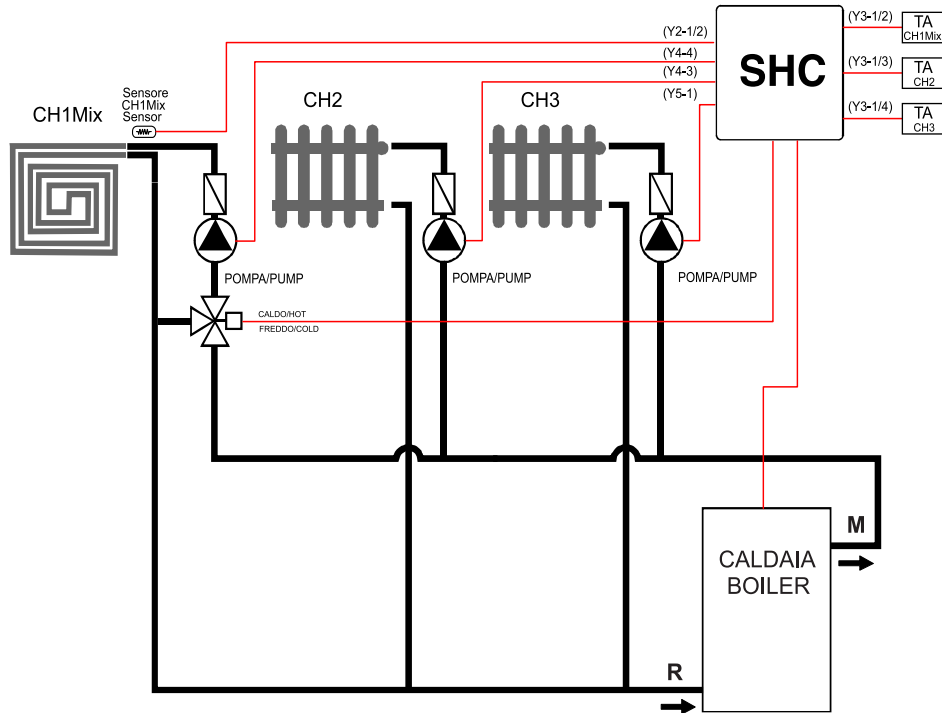 (Y3-1/2)
TA
CH1Mix
(Y2-1/2)
(Y4-4)
(Y4-3)
(Y5-1)
SHC
(Y3-1/3)
TA
CH2
(Y3-1/4)
TA
CH3
Sensore
CH1Mix
Sensor
CH1Mix
CH2
CH3
POMPA/PUMP
POMPA/PUMP
POMPA/PUMP
CALDO/HOT
FREDDO/COLD
M
CALDAIA
BOILER
R